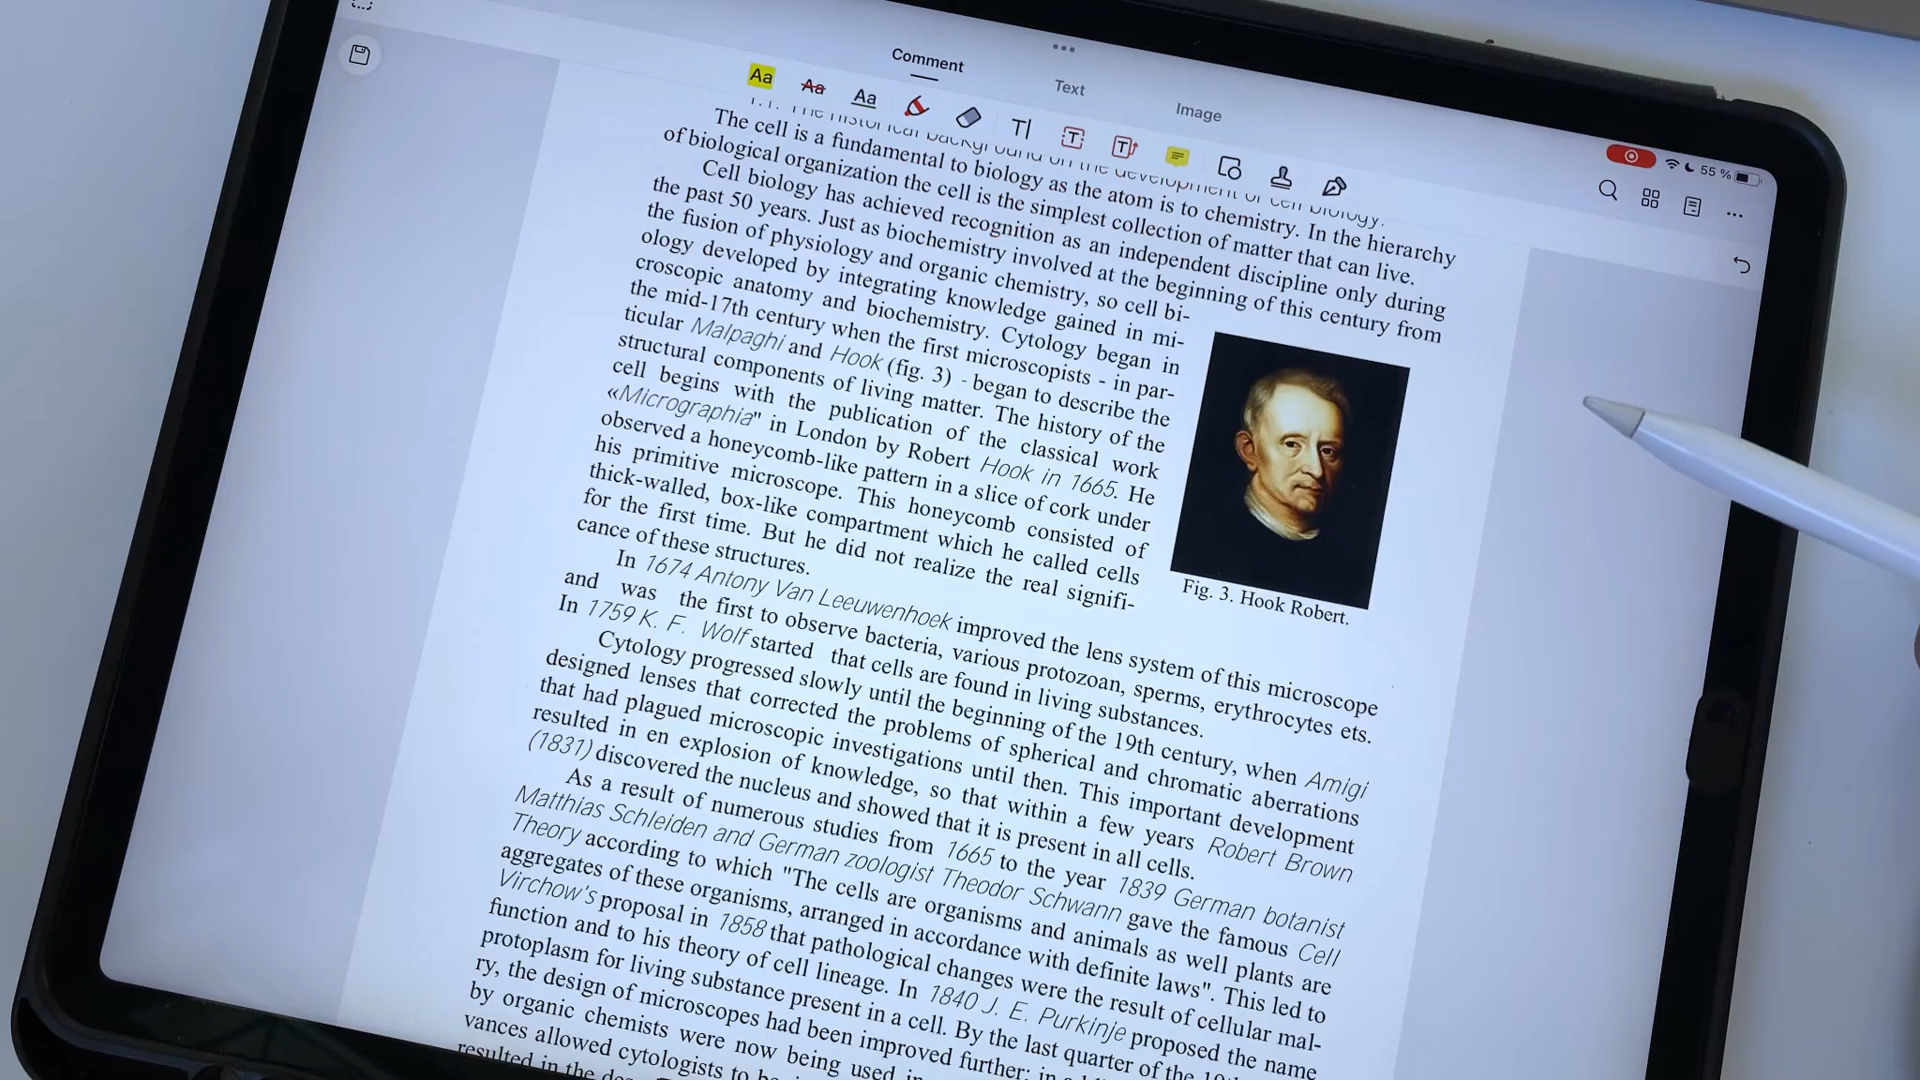 Comment
Text
Image
Aa
Aa
Aa
T
T
T
55 %
1.1. The historical background on the development of cell biology.
The cell is a fundamental to biology as the atom is to chemistry. In the hierarchy
of biological organization the cell is the simplest collection of matter that can live.
Cell biology has achieved recognition as an independent discipline only during
the past 50 years. Just as biochemistry involved at the beginning of this century from
the fusion of physiology and organic chemistry, so cell bi-
ology developed by integrating knowledge gained in mi-
croscopic anatomy and biochemistry. Cytology began in
the mid-17th century when the first microscopists - in par-
ticular Malpaghi and Hook (fig. 3) - began to describe the
structural components of living matter. The history of the
cell begins with the publication of the classical work
«Micrographia" in London by Robert Hook in 1665. He
observed a honeycomb-like pattern in a slice of cork under
his primitive microscope. This honeycomb consisted of
thick-walled, box-like compartment which he called cells
for the first time. But he did not realize the real signifi-
cance of these structures.
Fig. 3. Hook Robert.
In 1674 Antony Van Leeuwenhoek improved the lens system of this microscope
and was the first to observe bacteria, various protozoan, sperms, erythrocytes ets.
In 1759 K. F. Wolf started that cells are found in living substances.
Cytology progressed slowly until the beginning of the 19th century, when Amigi
designed lenses that corrected the problems of spherical and chromatic aberrations
that had plagued microscopic investigations until then. This important development
resulted in en explosion of knowledge, so that within a few years Robert Brown
(1831) discovered the nucleus and showed that it is present in all cells.
As a result of numerous studies from 1665 to the year 1839 German botanist
Matthias Schleiden and German zoologist Theodor Schwann gave the famous Cell
Theory according to which "The cells are organisms and animals as well plants are
aggregates of these organisms, arranged in accordance with definite laws". This led to
Virchow's proposal in 1858 that pathological changes were the result of cellular mal-
function and to his theory of cell lineage. In 1840 J. E. Purkinje proposed the name
protoplasm for living substance present in a cell. By the last quarter of the
ry, the design of microscopes had been improved further; in
by organic chemists were now being used
vances allowed cytologists to
resulted in the